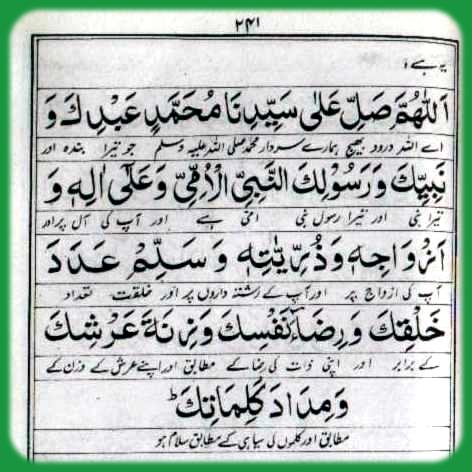 ۲۴۱
یہ ہے ؛
اَللّٰهُمَّ صَلِّ عَلٰى سَيِّدِنَا مُحَمَّدٍ عَبْدِكَ وَ
اے اللہ درود بھیج ہمارے سردار محمد صلی اللہ علیہ وسلم جو تیرا بندہ اور
نَبِيِّكَ وَرَسُوْلِكَ النَّبِيِّ الْاُمِّيِّ وَعَلٰٓى اٰلِهٖ وَ
تیرا نبی اور تیرا رسول نبی امّی ہے اور آپ کی آل پر اور
اَزْوَاجِهٖ وَذُرِّيَّاتِهٖ وَسَلِّمْ عَدَدَ
آپ کی ازواج پر اور آپ کے رشتہ داروں پر اور خلقت تعداد
خَلْقِكَ وَرِضَآءَ نَفْسِكَ وَزِنَةَ عَرْشِكَ
کے برابر اور اپنی ذات کی رضا کے مطابق اور اپنے عرش کے وزن کے
وَمِدَادَ كَلِمَاتِكَ ط
مطابق اور کلموں کی سیاہی کے مطابق سلام ہو